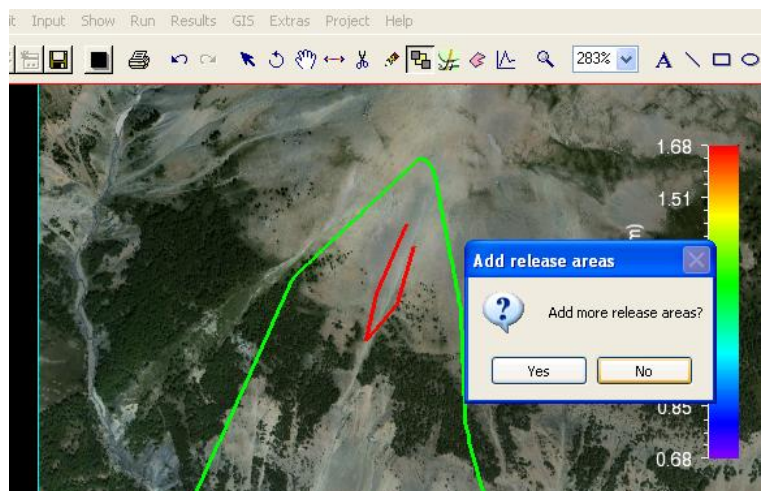 it Input Show Run Results GIS Extras Project Help
283% A
1.68
1.51
m)
Add release areas
Add more release areas?
Yes No
0.85
0.68